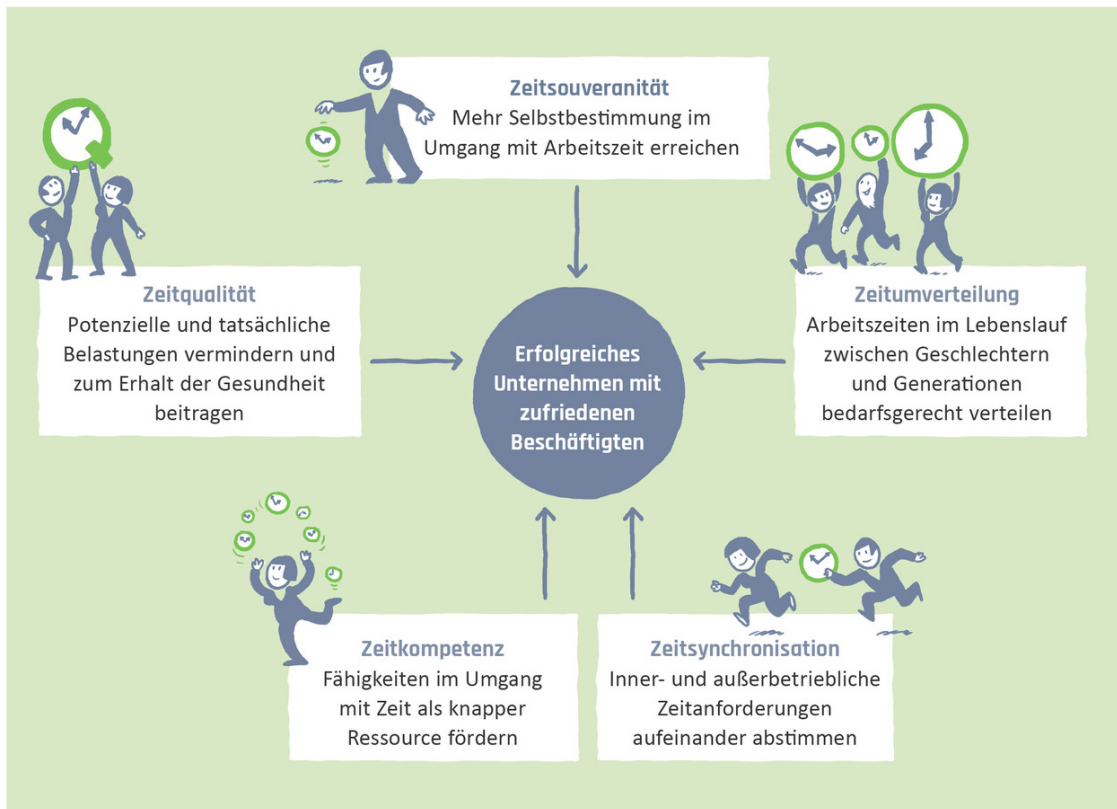 Zeitsouveranität
Mehr Selbstbestimmung im
Umgang mit Arbeitszeit erreichen
Zeitqualität
Potenzielle und tatsächliche
Belastungen vermindern und
zum Erhalt der Gesundheit
beitragen
Erfolgreiches
Unternehmen mit
zufriedenen
Beschäftigten
Zeitumverteilung
Arbeitszeiten im Lebenslauf
zwischen Geschlechtern
und Generationen
bedarfsgerecht verteilen
Zeitkompetenz
Fähigkeiten im Umgang
mit Zeit als knapper
Ressource fördern
Zeitsynchronisation
Inner- und außerbetriebliche
Zeitanforderungen
aufeinander abstimmen